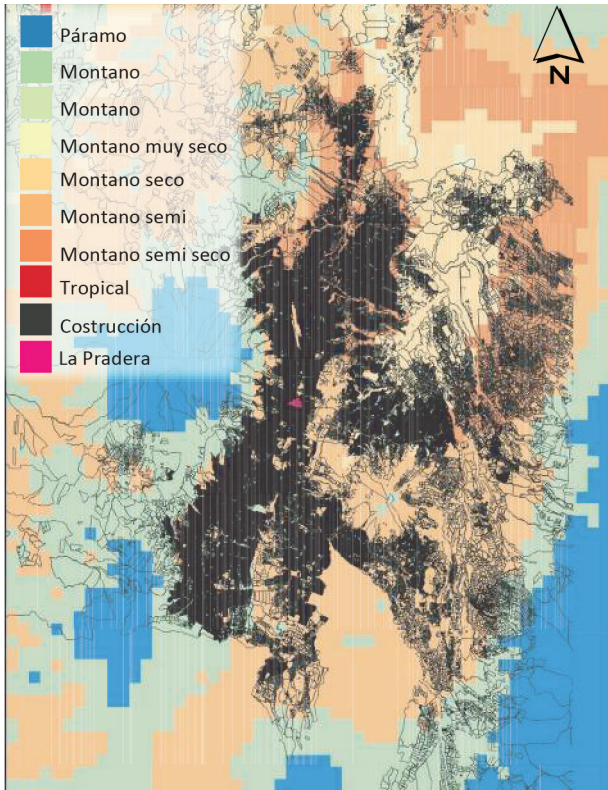 Páramo
Montano
Montano
Montano muy seco
Montano seco
Montano semi
Montano semi seco
Tropical
Costrucción
La Pradera
N